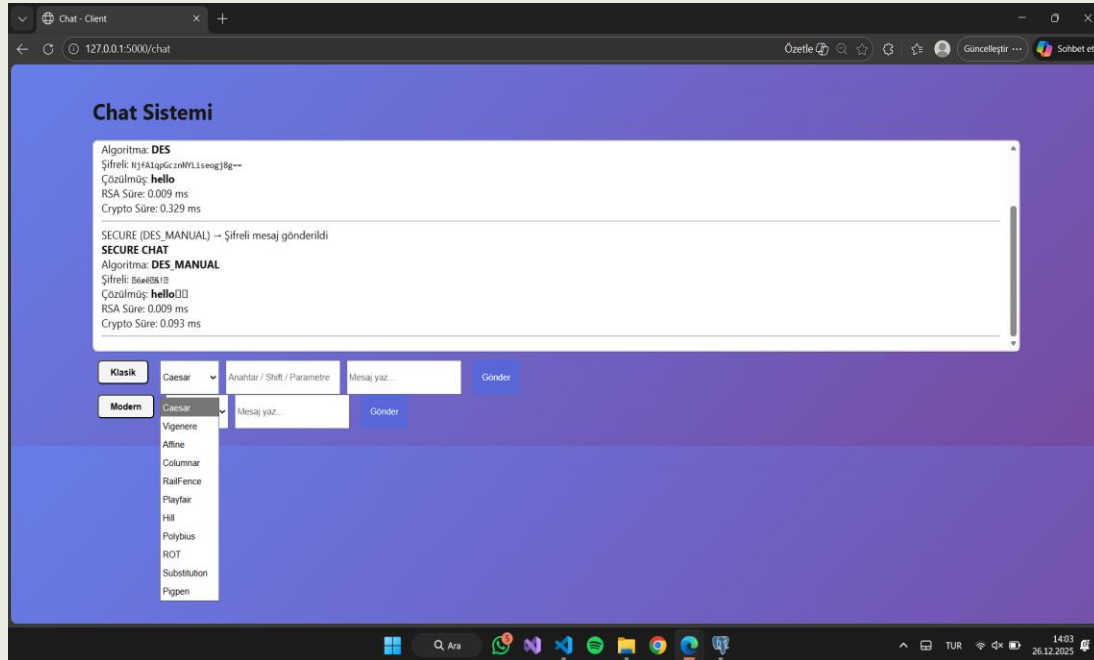 Chat - Client
127.0.0.1:5000/chat
Özetle
Güncelleştir
Sohbet et
Chat Sistemi
Algoritma: DES
Şifreli:
Çözülmüş: hello
RSA Süre: 0.009 ms
Crypto Süre: 0.329 ms
SECURE (DES_MANUAL) → Şifreli mesaj gönderildi
SECURE CHAT
Algoritma: DES_MANUAL
Şifreli:
Çözülmüş: hello
RSA Süre: 0.009 ms
Crypto Süre: 0.093 ms
Klasik
Caesar
Anahtar / Shift / Parametre
Mesaj yaz...
Gönder
Modern
Mesaj yaz...
Gönder
Caesar
Vigenere
Affine
Columnar
RailFence
Playfair
Hill
Polybius
ROT
Substitution
Pigpen
Ara
5
TUR
14:03
26.12.2025